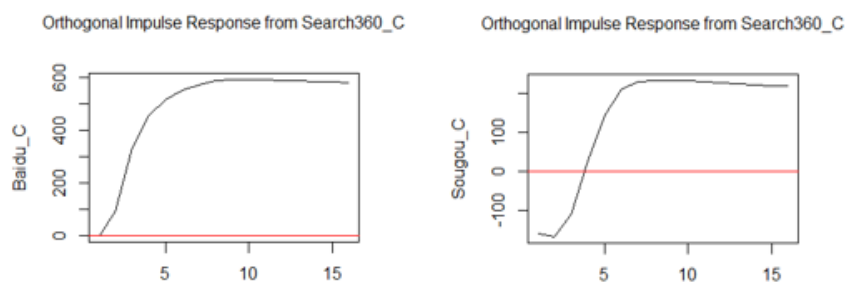 Orthogonal Impulse Response from Search360_C
Baidu_C
600
400
200
0
5 10 15
Orthogonal Impulse Response from Search360_C
Sougou_C
100
0
-100
5 10 15